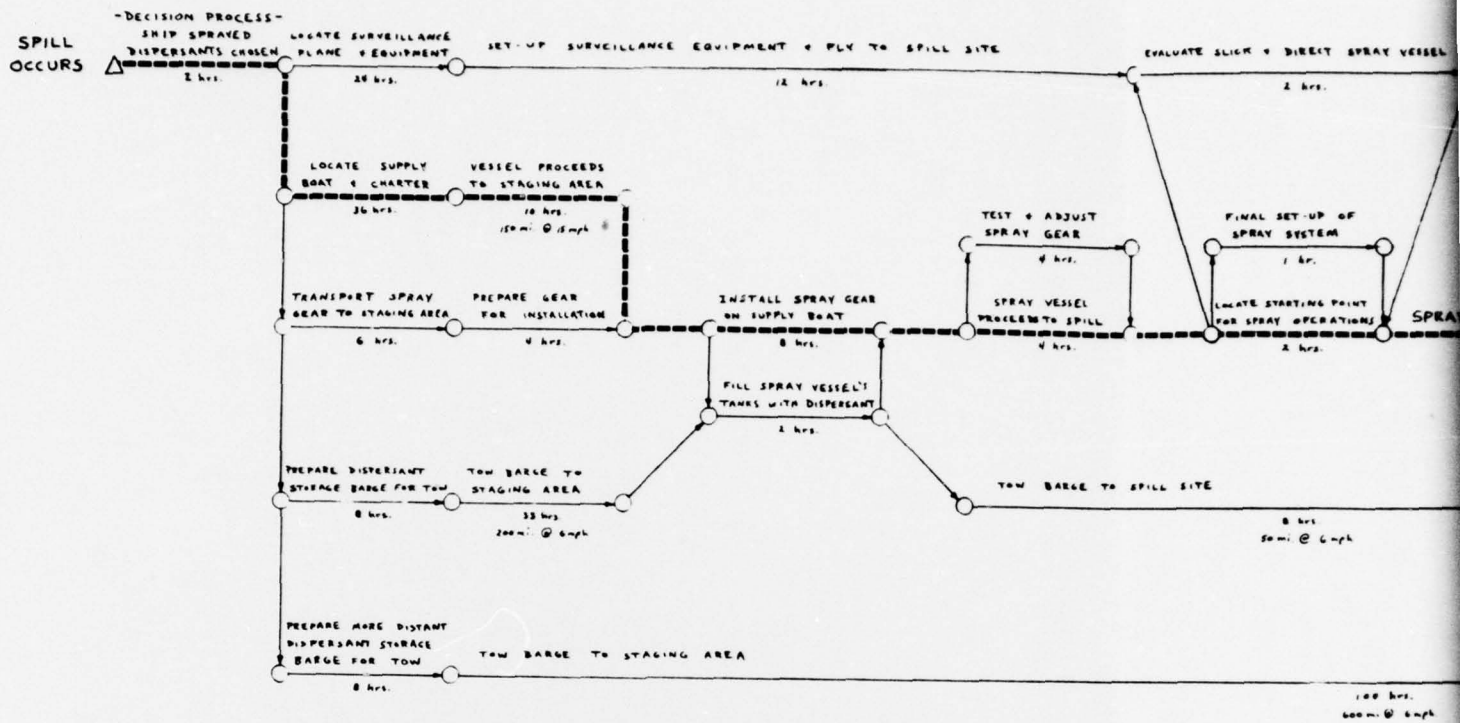 -DECISION PROCESS-
SHIP SPRAYED
DISPERSANTS CHOSEN
2 hrs.
SPILL
OCCURS
LOCATE SURVEILLANCE
PLANE & EQUIPMENT
24 hrs.
SET-UP SURVEILLANCE EQUIPMENT & FLY TO SPILL SITE
12 hrs.
EVALUATE SLICK & DIRECT SPRAY VESSEL
2 hrs.
LOCATE SUPPLY
BOAT & CHARTER
36 hrs.
VESSEL PROCEEDS
TO STAGING AREA
10 hrs.
150 mi. @ 15 mph
TEST & ADJUST
SPRAY GEAR
4 hrs.
FINAL SET-UP OF
SPRAY SYSTEM
1 hr.
TRANSPORT SPRAY
GEAR TO STAGING AREA
6 hrs.
PREPARE GEAR
FOR INSTALLATION
4 hrs.
INSTALL SPRAY GEAR
ON SUPPLY BOAT
8 hrs.
SPRAY VESSEL
PROCEEDS TO SPILL
4 hrs.
LOCATE STARTING POINT
FOR SPRAY OPERATIONS
2 hrs.
SPRAY
FILL SPRAY VESSEL'S
TANKS WITH DISPERSANT
2 hrs.
PREPARE DISPERSANT
STORAGE BARGE FOR TOW
8 hrs.
TOW BARGE TO
STAGING AREA
33 hrs.
200 mi. @ 6 mph
TOW BARGE TO SPILL SITE
8 hrs.
50 mi. @ 6 mph
PREPARE MORE DISTANT
DISPERSANT STORAGE
BARGE FOR TOW
8 hrs.
TOW BARGE TO STAGING AREA
100 hrs.
600 mi. @ 6 mph